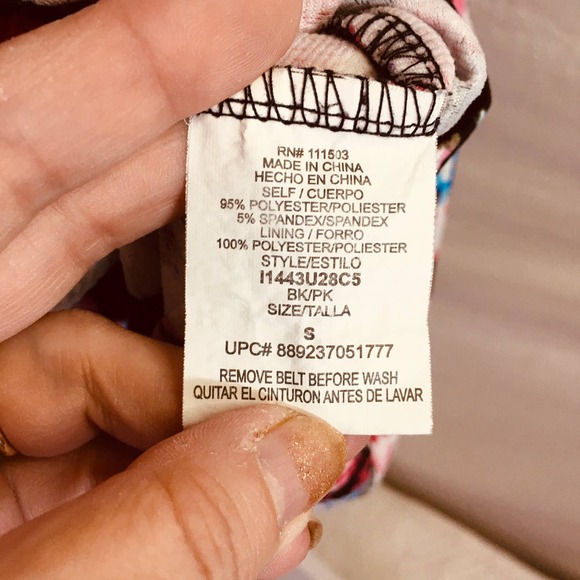 RN# 111503
MADE IN CHINA
HECHO EN CHINA
SELF / CUERPO
95% POLYESTER/POLIESTER
5% SPANDEX/SPANDEX
LINING / FORRO
100% POLYESTER/POLIESTER
STYLE/ESTILO
I1443U28C5
BK/PK
SIZE/TALLA
S
UPC# 889237051777
REMOVE BELT BEFORE WASH
QUITAR EL CINTURON ANTES DE LAVAR